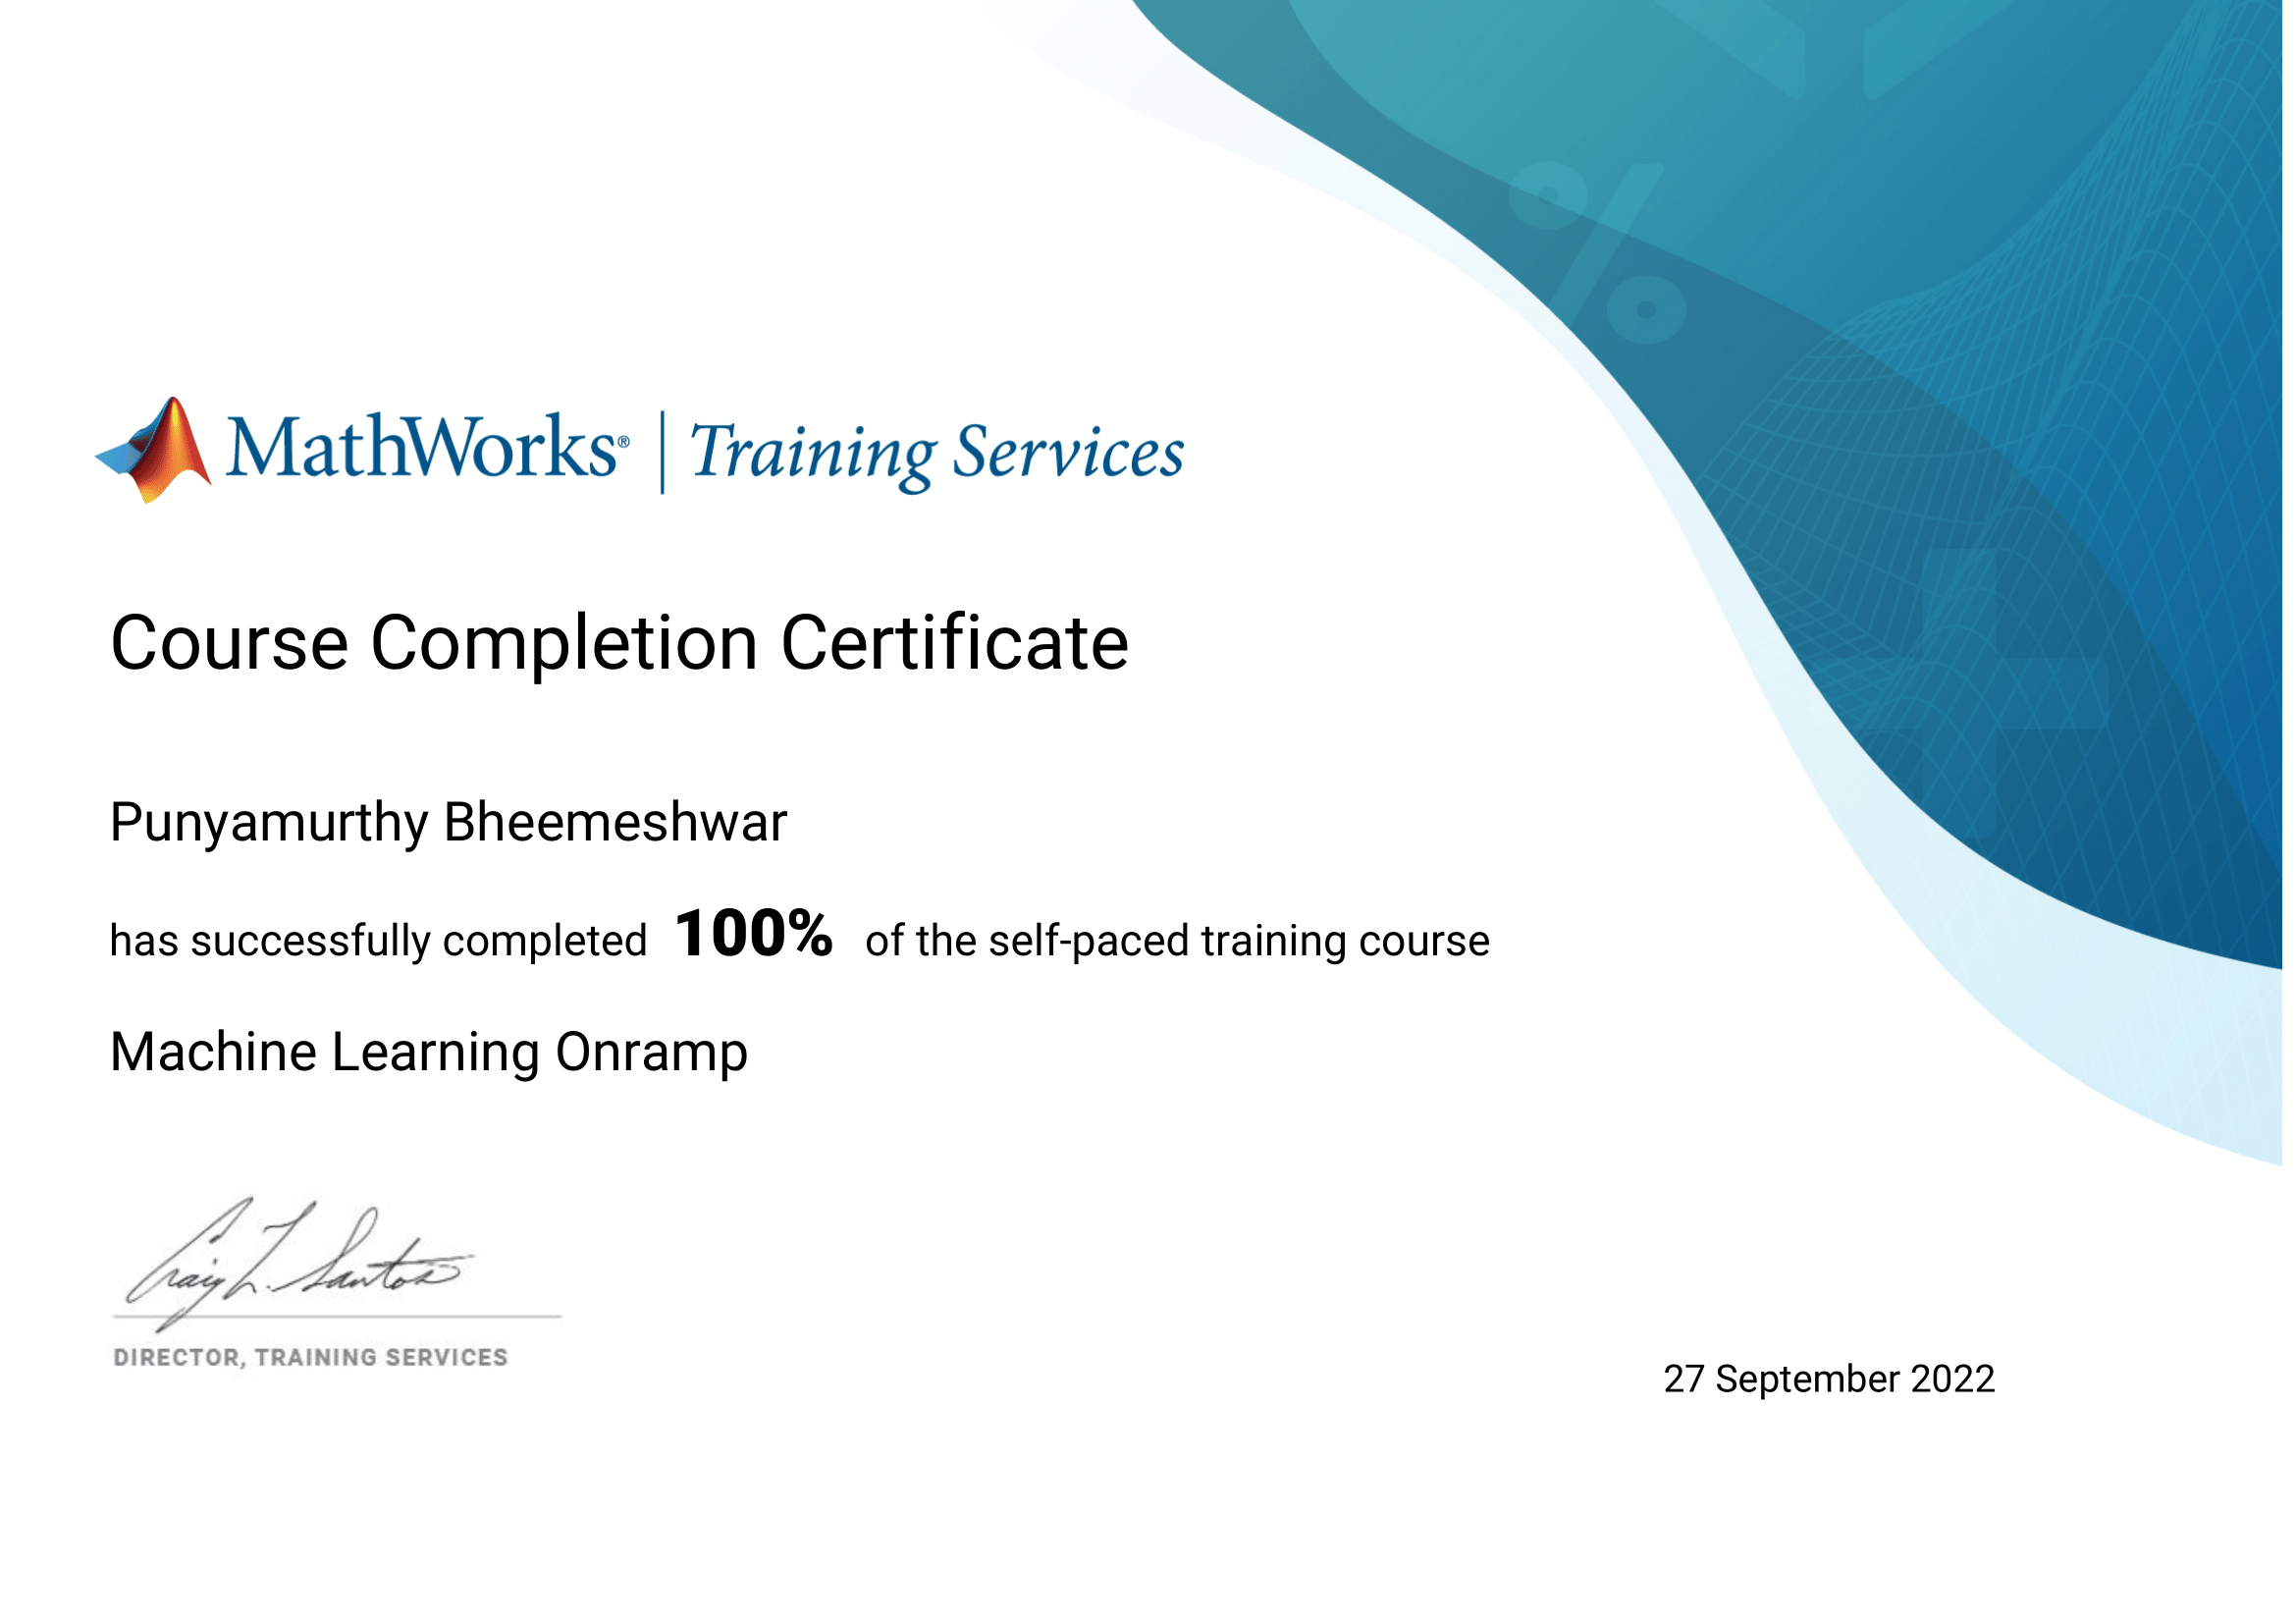 MathWorks® | Training Services
Course Completion Certificate
Punyamurthy Bheemeshwar
has successfully completed 100% of the self-paced training course
Machine Learning Onramp
Craig L. Santos
DIRECTOR, TRAINING SERVICES
27 September 2022